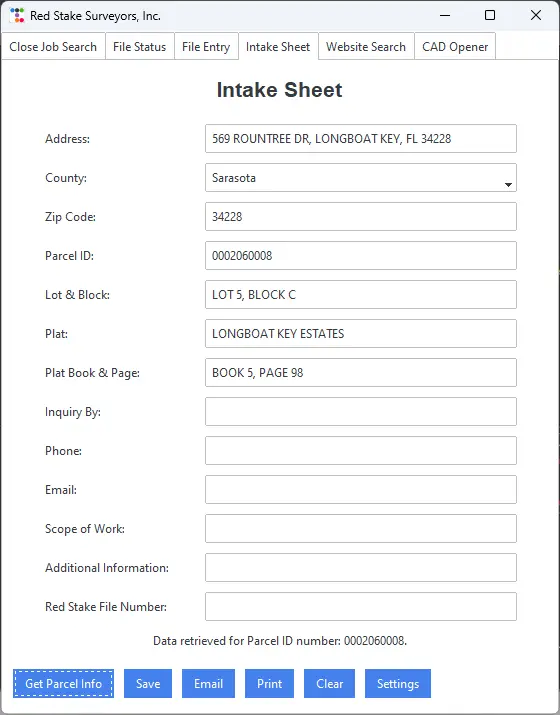 Red Stake Surveyors, Inc.
Close Job Search File Status File Entry Intake Sheet Website Search CAD Opener
Intake Sheet
Address: 569 ROUNTREE DR, LONGBOAT KEY, FL 34228
County: Sarasota
Zip Code: 34228
Parcel ID: 0002060008
Lot & Block: LOT 5, BLOCK C
Plat: LONGBOAT KEY ESTATES
Plat Book & Page: BOOK 5, PAGE 98
Inquiry By:
Phone:
Email:
Scope of Work:
Additional Information:
Red Stake File Number:
Data retrieved for Parcel ID number: 0002060008.
Get Parcel Info Save Email Print Clear Settings